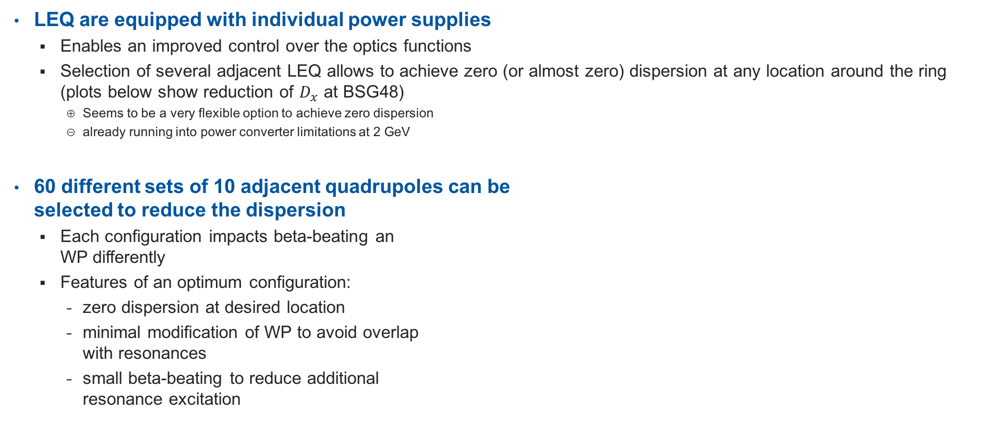 • LEQ are equipped with individual power supplies
▪ Enables an improved control over the optics functions
▪ Selection of several adjacent LEQ allows to achieve zero (or almost zero) dispersion at any location around the ring
(plots below show reduction of 𝐷ₓ at BSG48)
⊕ Seems to be a very flexible option to achieve zero dispersion
⊖ already running into power converter limitations at 2 GeV
• 60 different sets of 10 adjacent quadrupoles can be
selected to reduce the dispersion
▪ Each configuration impacts beta-beating an
WP differently
▪ Features of an optimum configuration:
- zero dispersion at desired location
- minimal modification of WP to avoid overlap
with resonances
- small beta-beating to reduce additional
resonance excitation